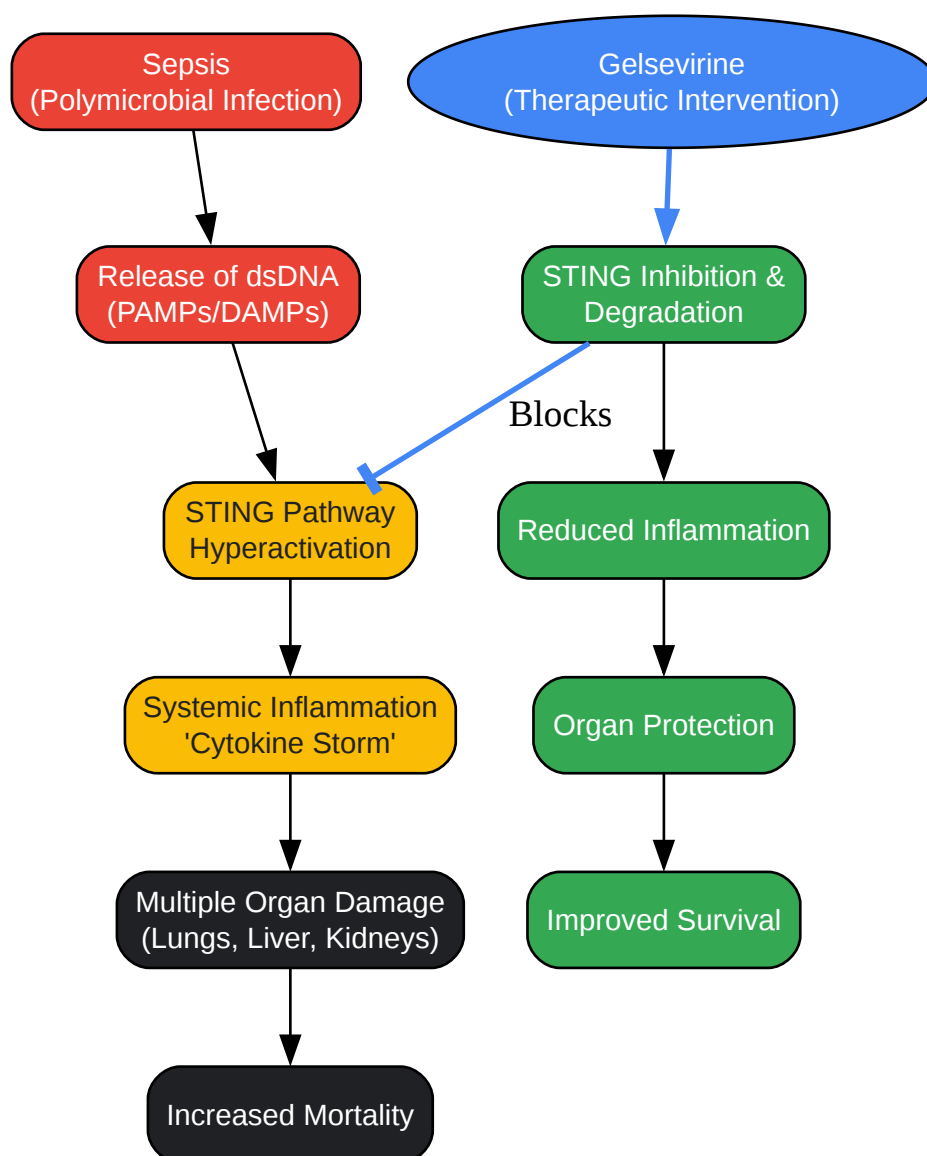 Sepsis
(Polymicrobial Infection)
Gelsevirine
(Therapeutic Intervention)
Release of dsDNA
(PAMPs/DAMPs)
STING Inhibition &
Degradation
Blocks
STING Pathway
Hyperactivation
Reduced Inflammation
Systemic Inflammation
'Cytokine Storm'
Organ Protection
Multiple Organ Damage
(Lungs, Liver, Kidneys)
Improved Survival
Increased Mortality